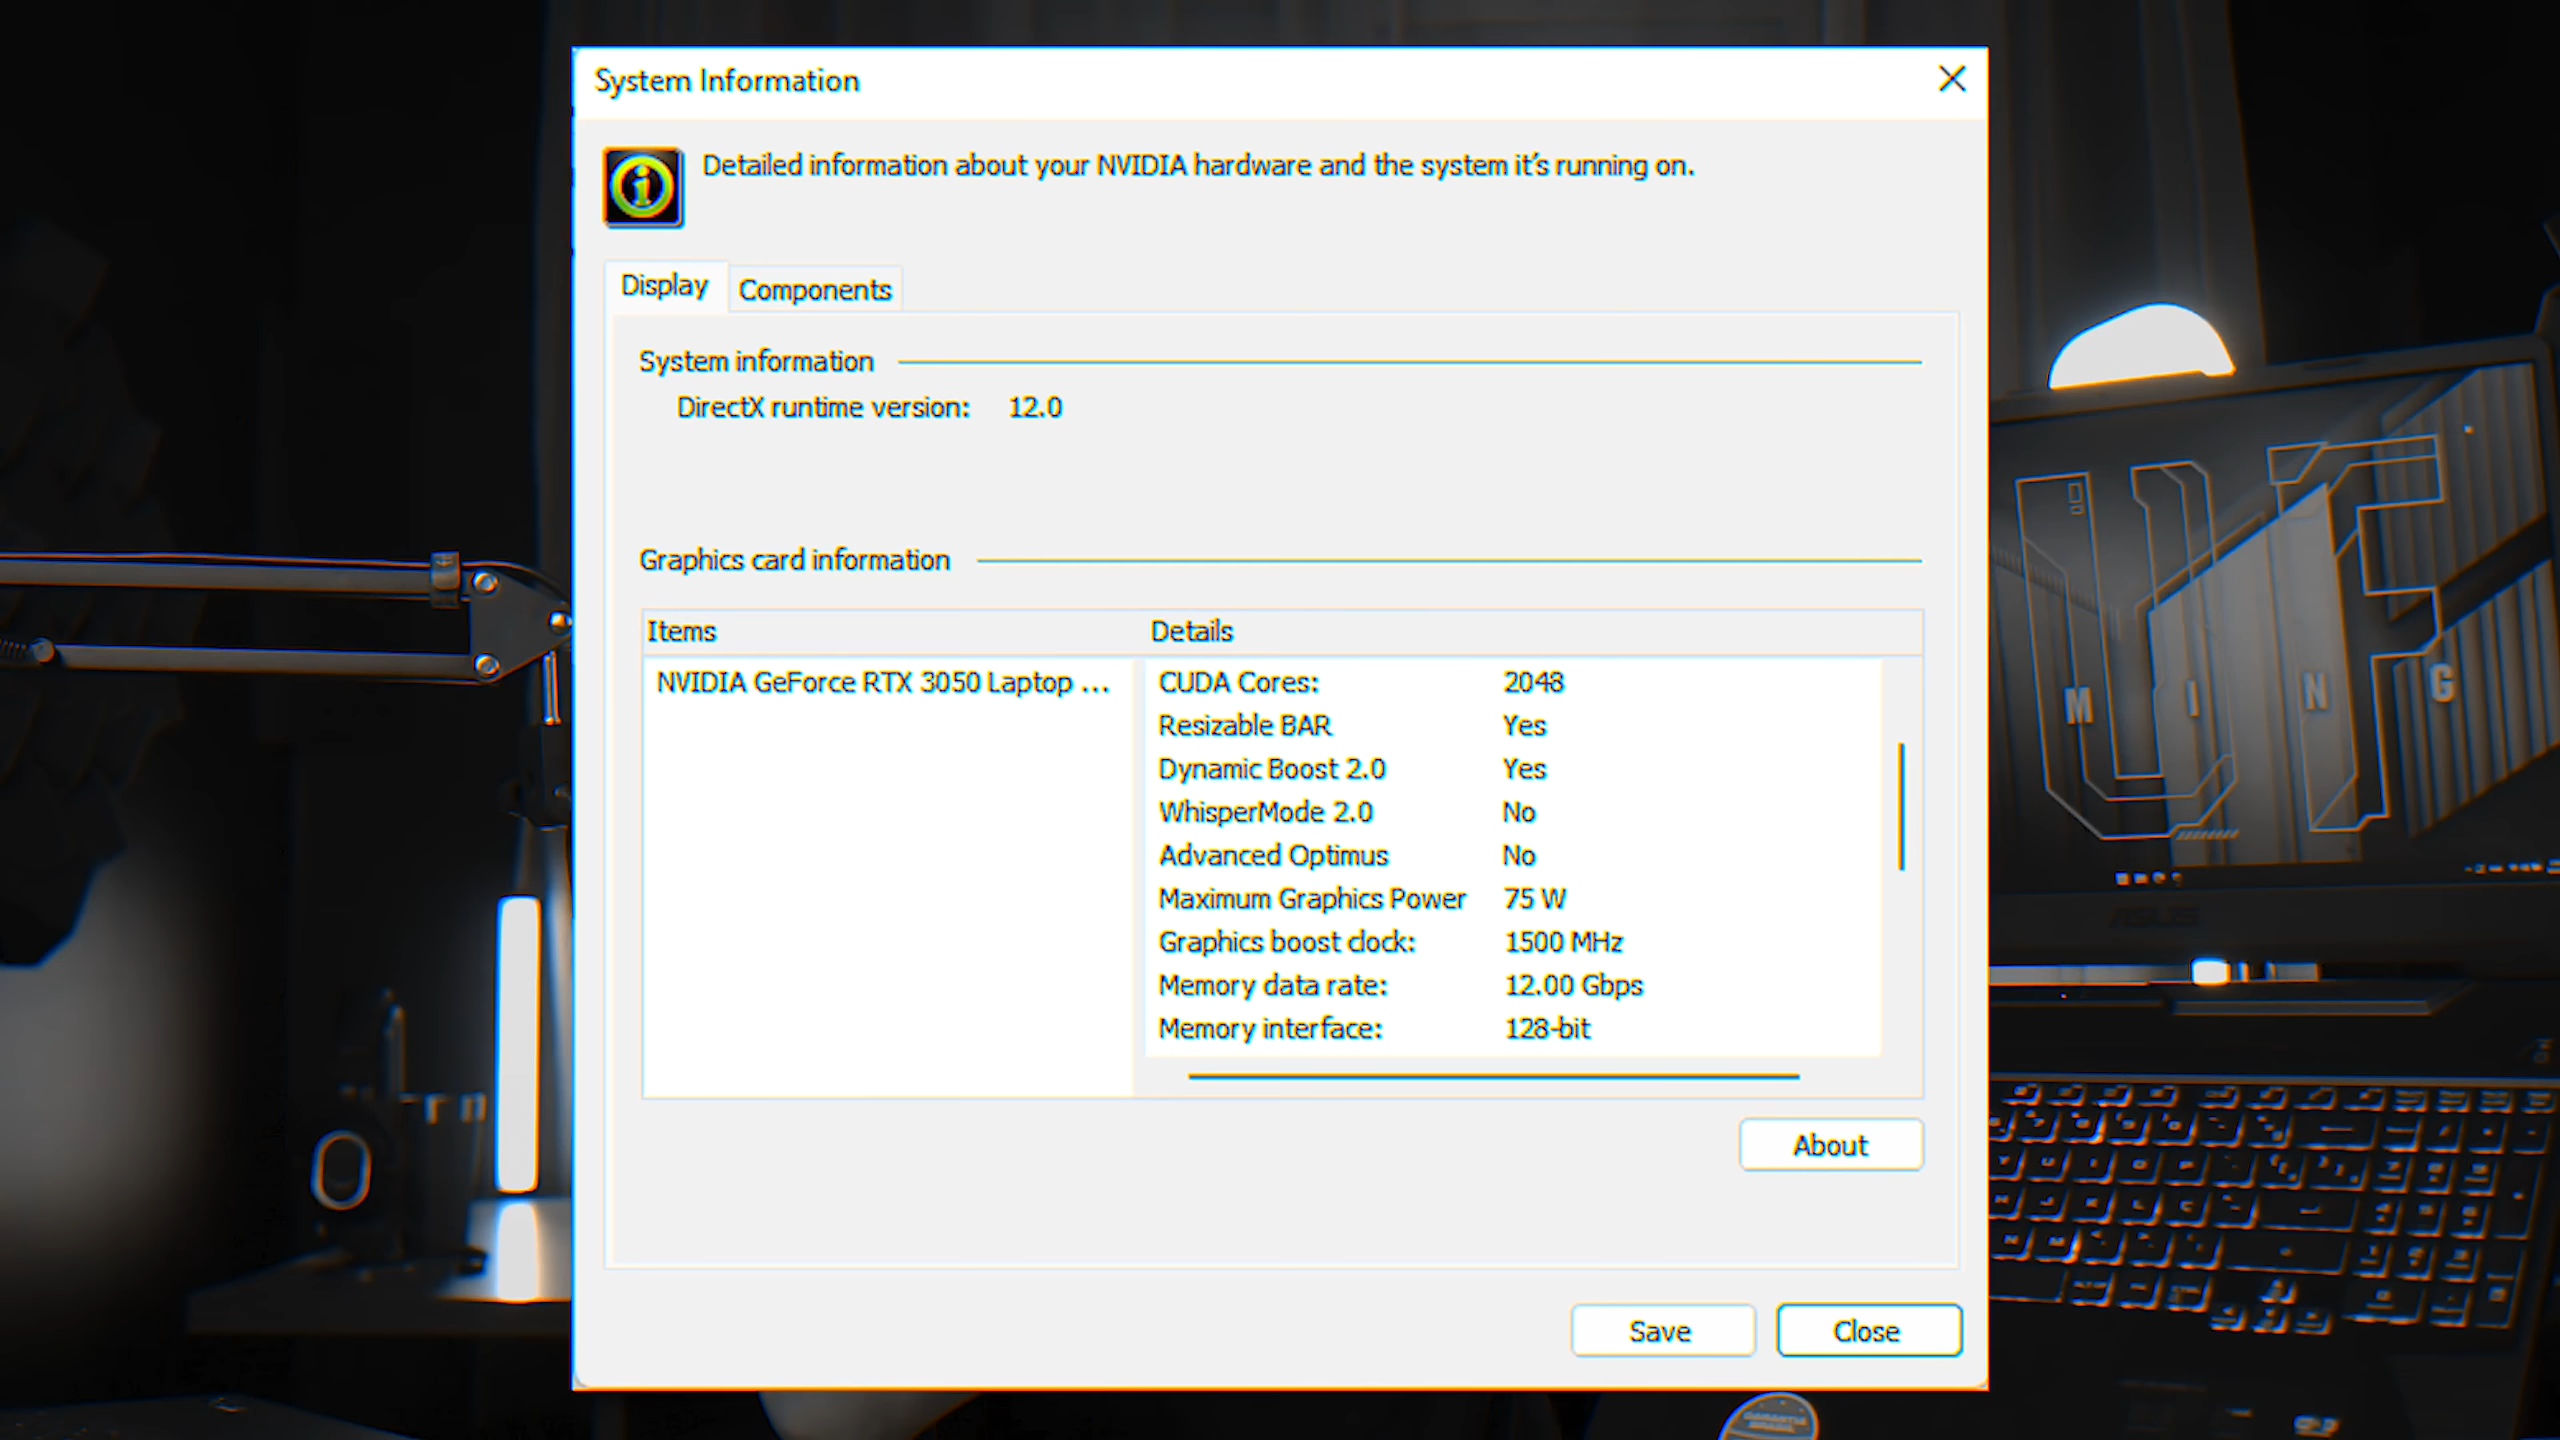 System Information
Detailed information about your NVIDIA hardware and the system it's running on.
Display
Components
System information
DirectX runtime version: 12.0
Graphics card information
Items Details
NVIDIA GeForce RTX 3050 Laptop ...
CUDA Cores: 2048
Resizable BAR Yes
Dynamic Boost 2.0 Yes
WhisperMode 2.0 No
Advanced Optimus No
Maximum Graphics Power 75 W
Graphics boost clock: 1500 MHz
Memory data rate: 12.00 Gbps
Memory interface: 128-bit
About
Save Close
M I N G
ASUS